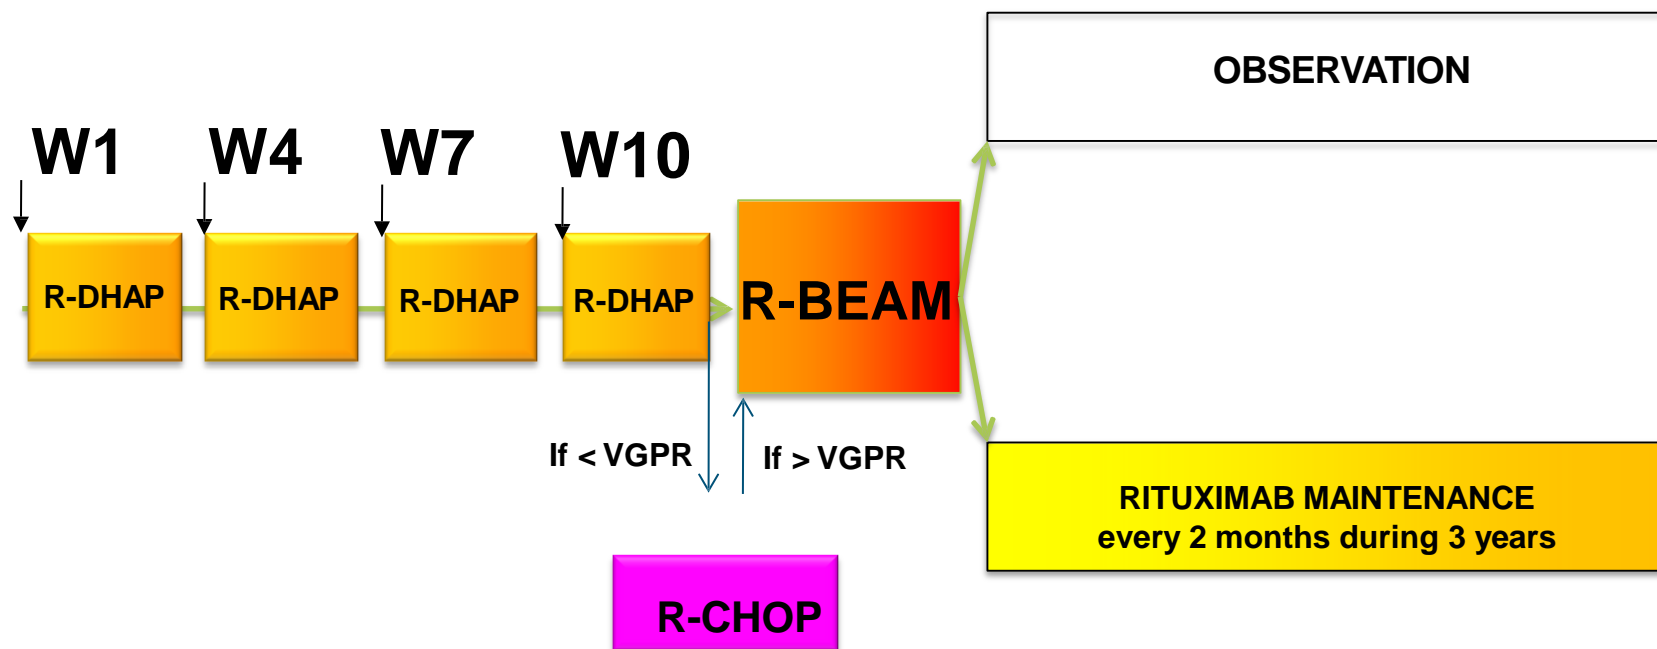 W1
W4
W7
W10
R-DHAP
R-DHAP
R-DHAP
R-DHAP
R-BEAM
OBSERVATION
If < VGPR
If > VGPR
RITUXIMAB MAINTENANCE
every 2 months during 3 years
R-CHOP